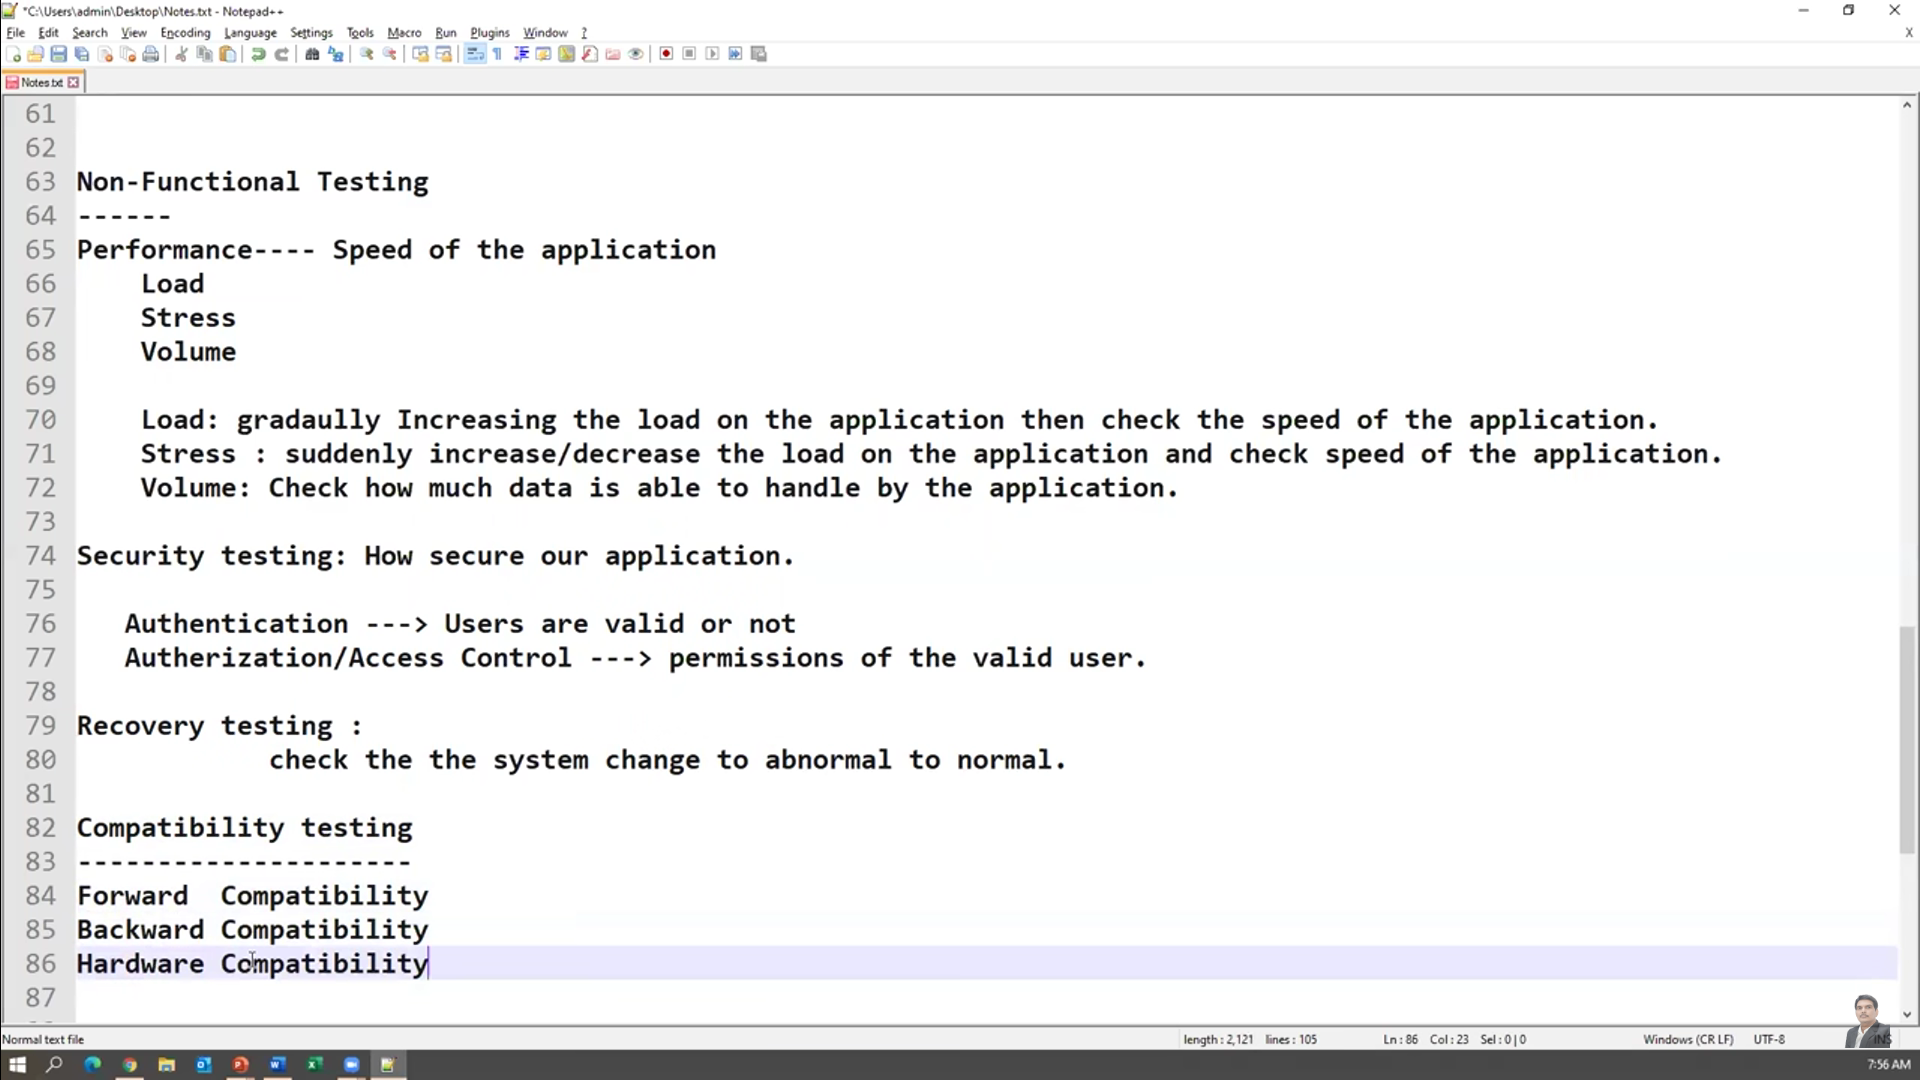 *C:\Users\admin\Desktop\Notes.txt - Notepad++
File Edit Search View Encoding Language Settings Tools Macro Run Plugins Window ? X
Notes.txt
61
62
63 Non-Functional Testing
64 ------
65 Performance---- Speed of the application
66 Load
67 Stress
68 Volume
69
70 Load: gradaully Increasing the load on the application then check the speed of the application.
71 Stress : suddenly increase/decrease the load on the application and check speed of the application.
72 Volume: Check how much data is able to handle by the application.
73
74 Security testing: How secure our application.
75
76 Authentication ---> Users are valid or not
77 Autherization/Access Control ---> permissions of the valid user.
78
79 Recovery testing :
80 check the the system change to abnormal to normal.
81
82 Compatibility testing
83 ---------------------
84 Forward  Compatibility
85 Backward Compatibility
86 Hardware Compatibility
87
Normal text file length : 2,121 lines : 105 Ln : 86 Col : 23 Sel : 0 | 0 Windows (CR LF) UTF-8 INS
7:56 AM